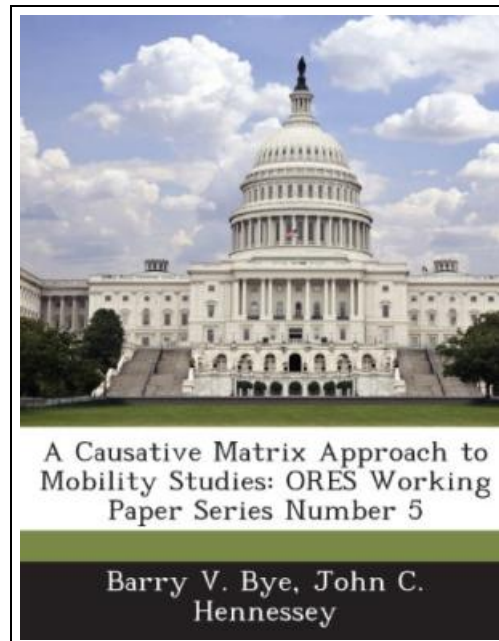 A Causative Matrix Approach to
Mobility Studies: ORES Working
Paper Series Number 5
Barry V. Bye, John C.
Hennessey